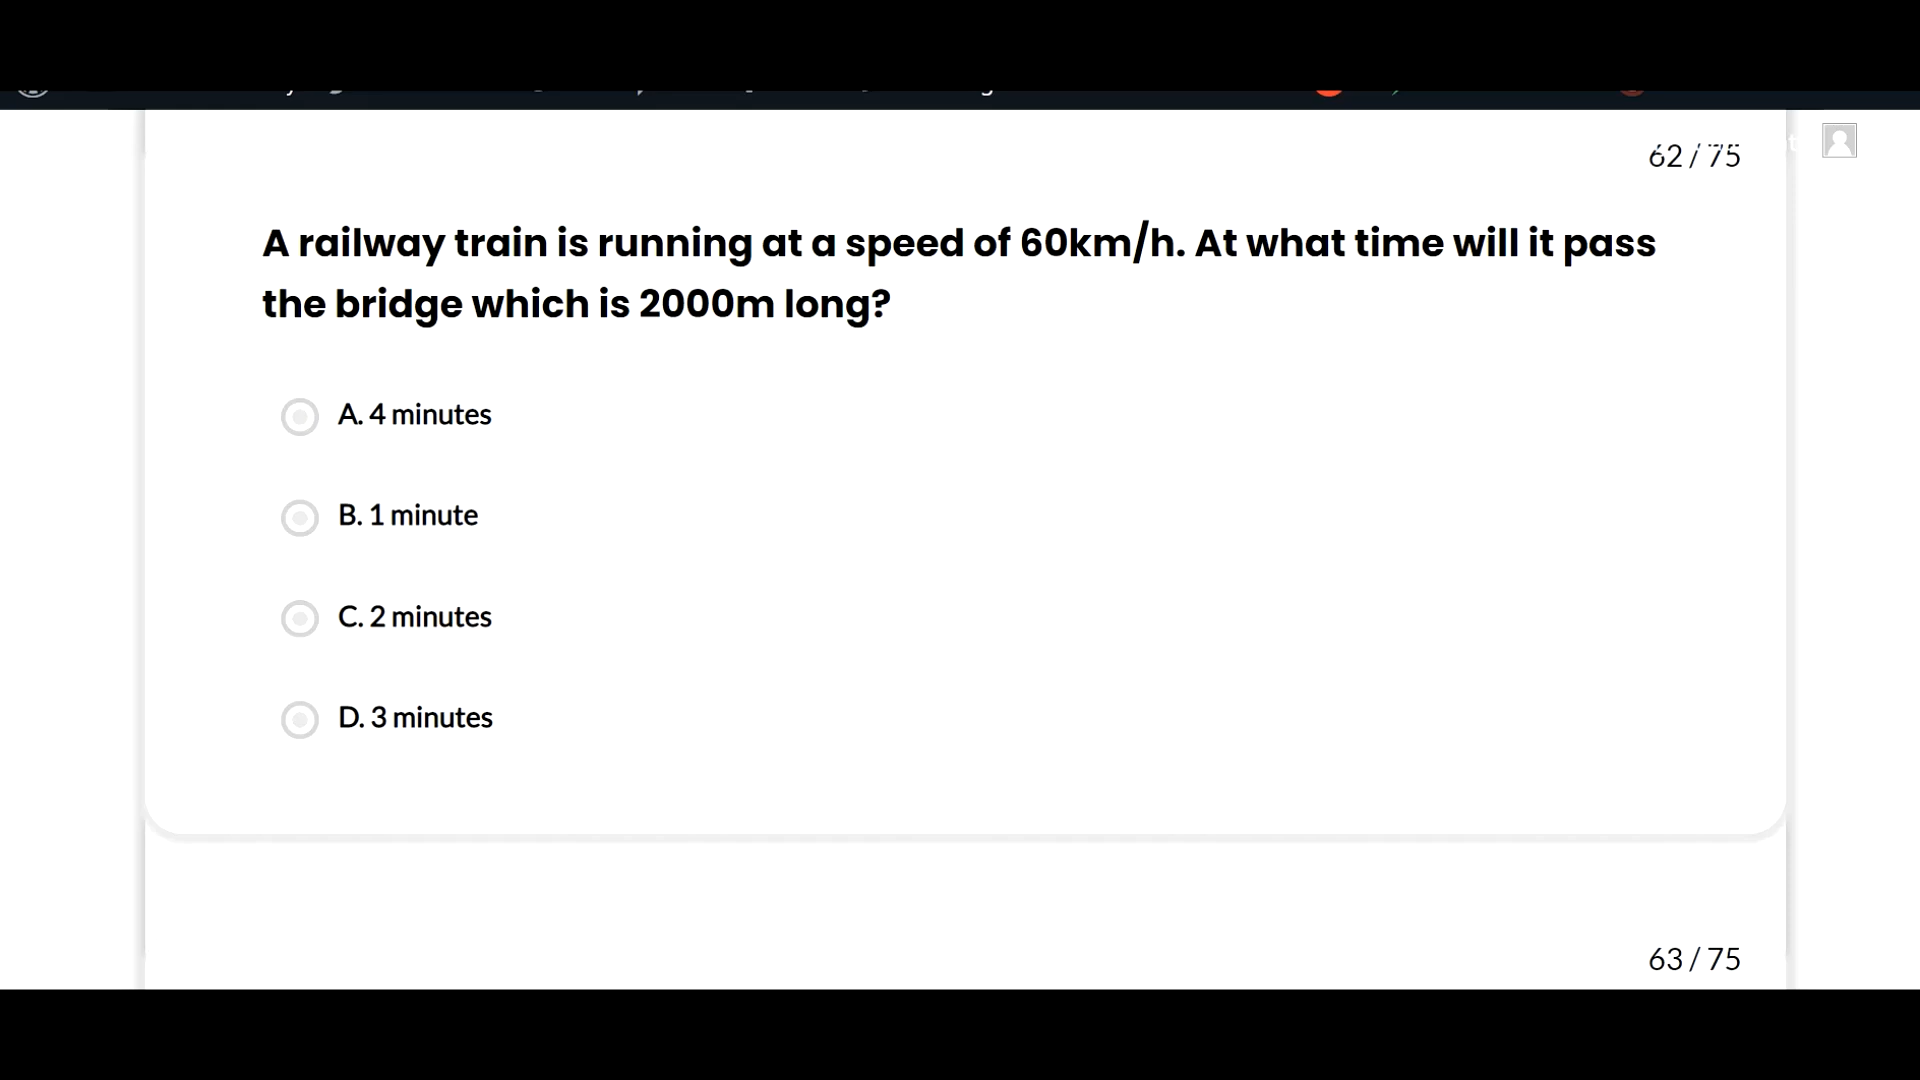 62 / 75
A railway train is running at a speed of 60km/h. At what time will it pass
the bridge which is 2000m long?
A. 4 minutes
B. 1 minute
C. 2 minutes
D. 3 minutes
63 / 75